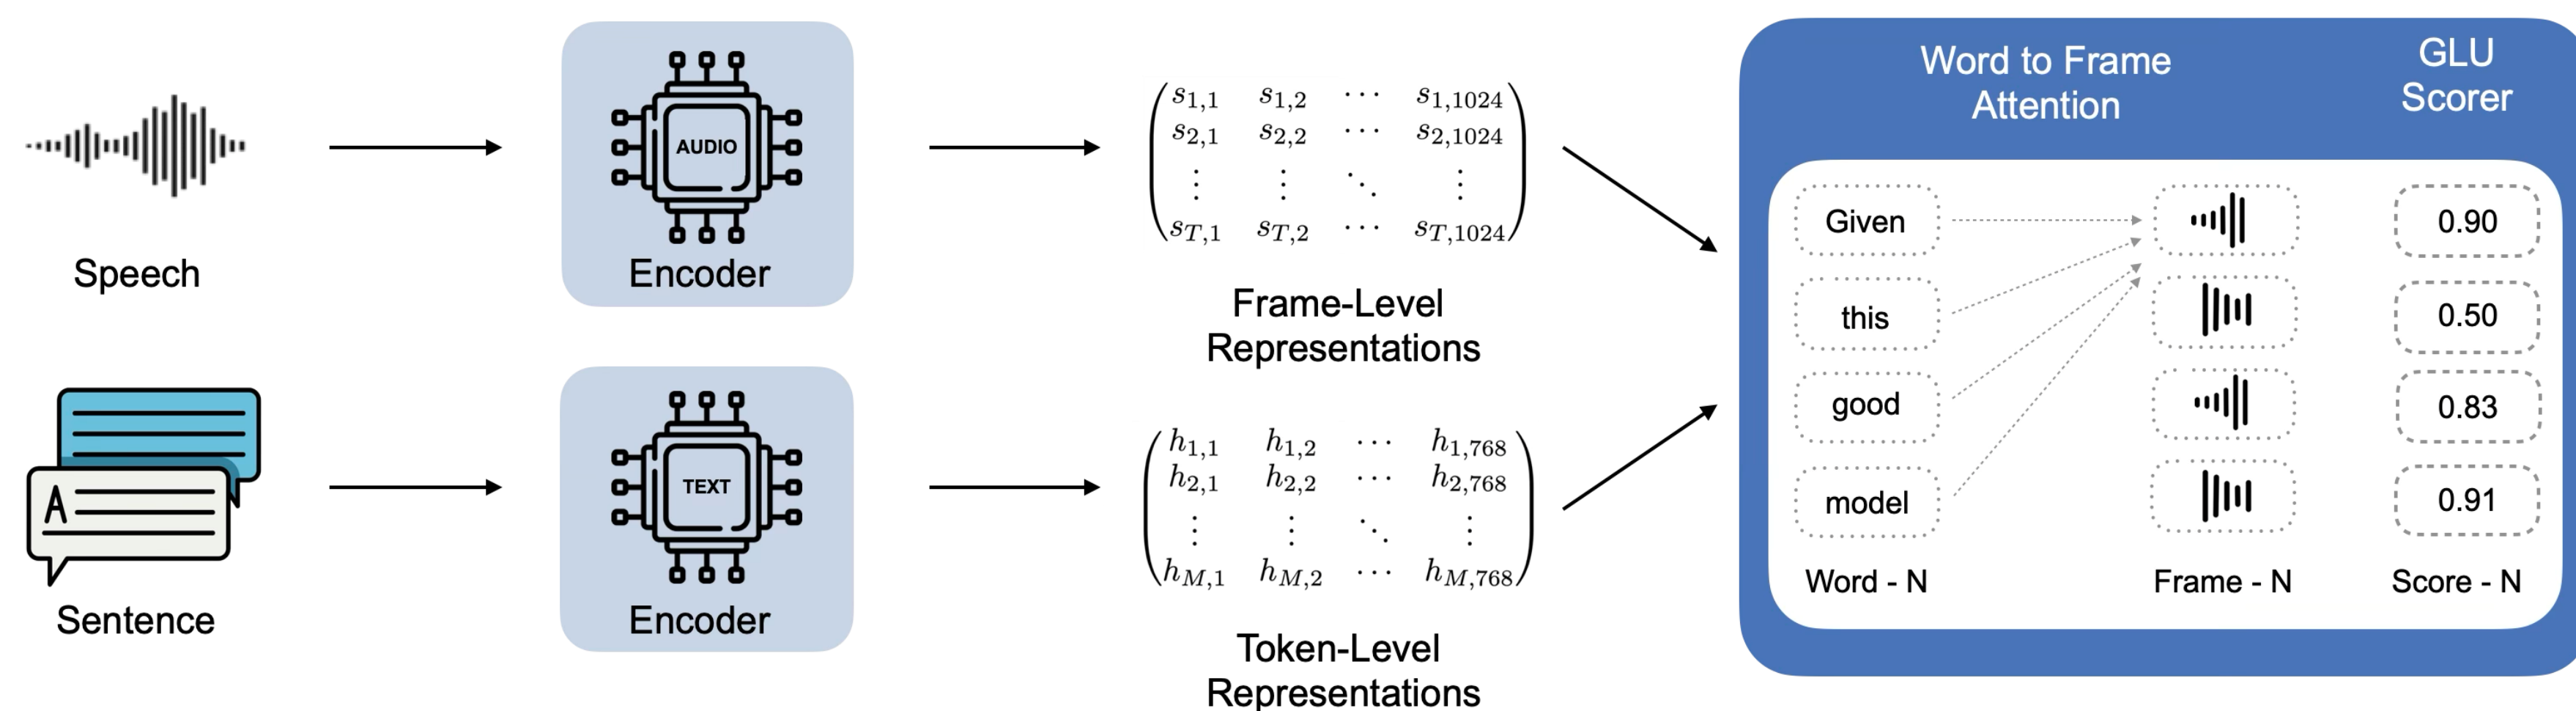 Speech
AUDIO
Encoder
s1,1 s1,2 ⋯ s1,1024
s2,1 s2,2 ⋯ s2,1024
⋮ ⋮ ⋱ ⋮
sT,1 sT,2 ⋯ sT,1024
Frame-Level
Representations
A
Sentence
TEXT
Encoder
h1,1 h1,2 ⋯ h1,768
h2,1 h2,2 ⋯ h2,768
⋮ ⋮ ⋱ ⋮
hM,1 hM,2 ⋯ hM,768
Token-Level
Representations
Word to Frame
Attention
GLU
Scorer
Given 0.90
this 0.50
good 0.83
model 0.91
Word - N Frame - N Score - N